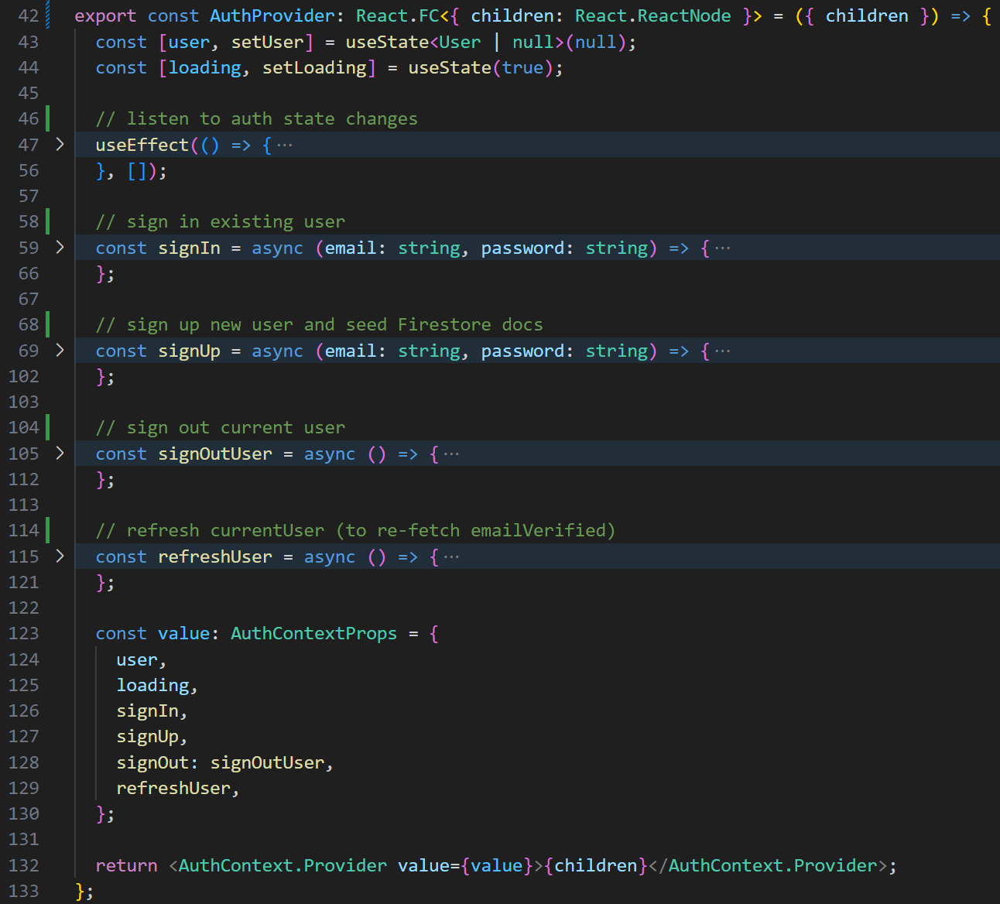 42 export const AuthProvider: React.FC<{ children: React.ReactNode }> = ({ children }) => {
43   const [user, setUser] = useState<User | null>(null);
44   const [loading, setLoading] = useState(true);
45
46   // listen to auth state changes
47 > useEffect(() => { ···
56   }, []);
57
58   // sign in existing user
59 > const signIn = async (email: string, password: string) => { ···
66   };
67
68   // sign up new user and seed Firestore docs
69 > const signUp = async (email: string, password: string) => { ···
102   };
103
104   // sign out current user
105 > const signOutUser = async () => { ···
112   };
113
114   // refresh currentUser (to re-fetch emailVerified)
115 > const refreshUser = async () => { ···
121   };
122
123   const value: AuthContextProps = {
124     user,
125     loading,
126     signIn,
127     signUp,
128     signOut: signOutUser,
129     refreshUser,
130   };
131
132   return <AuthContext.Provider value={value}>{children}</AuthContext.Provider>;
133 };